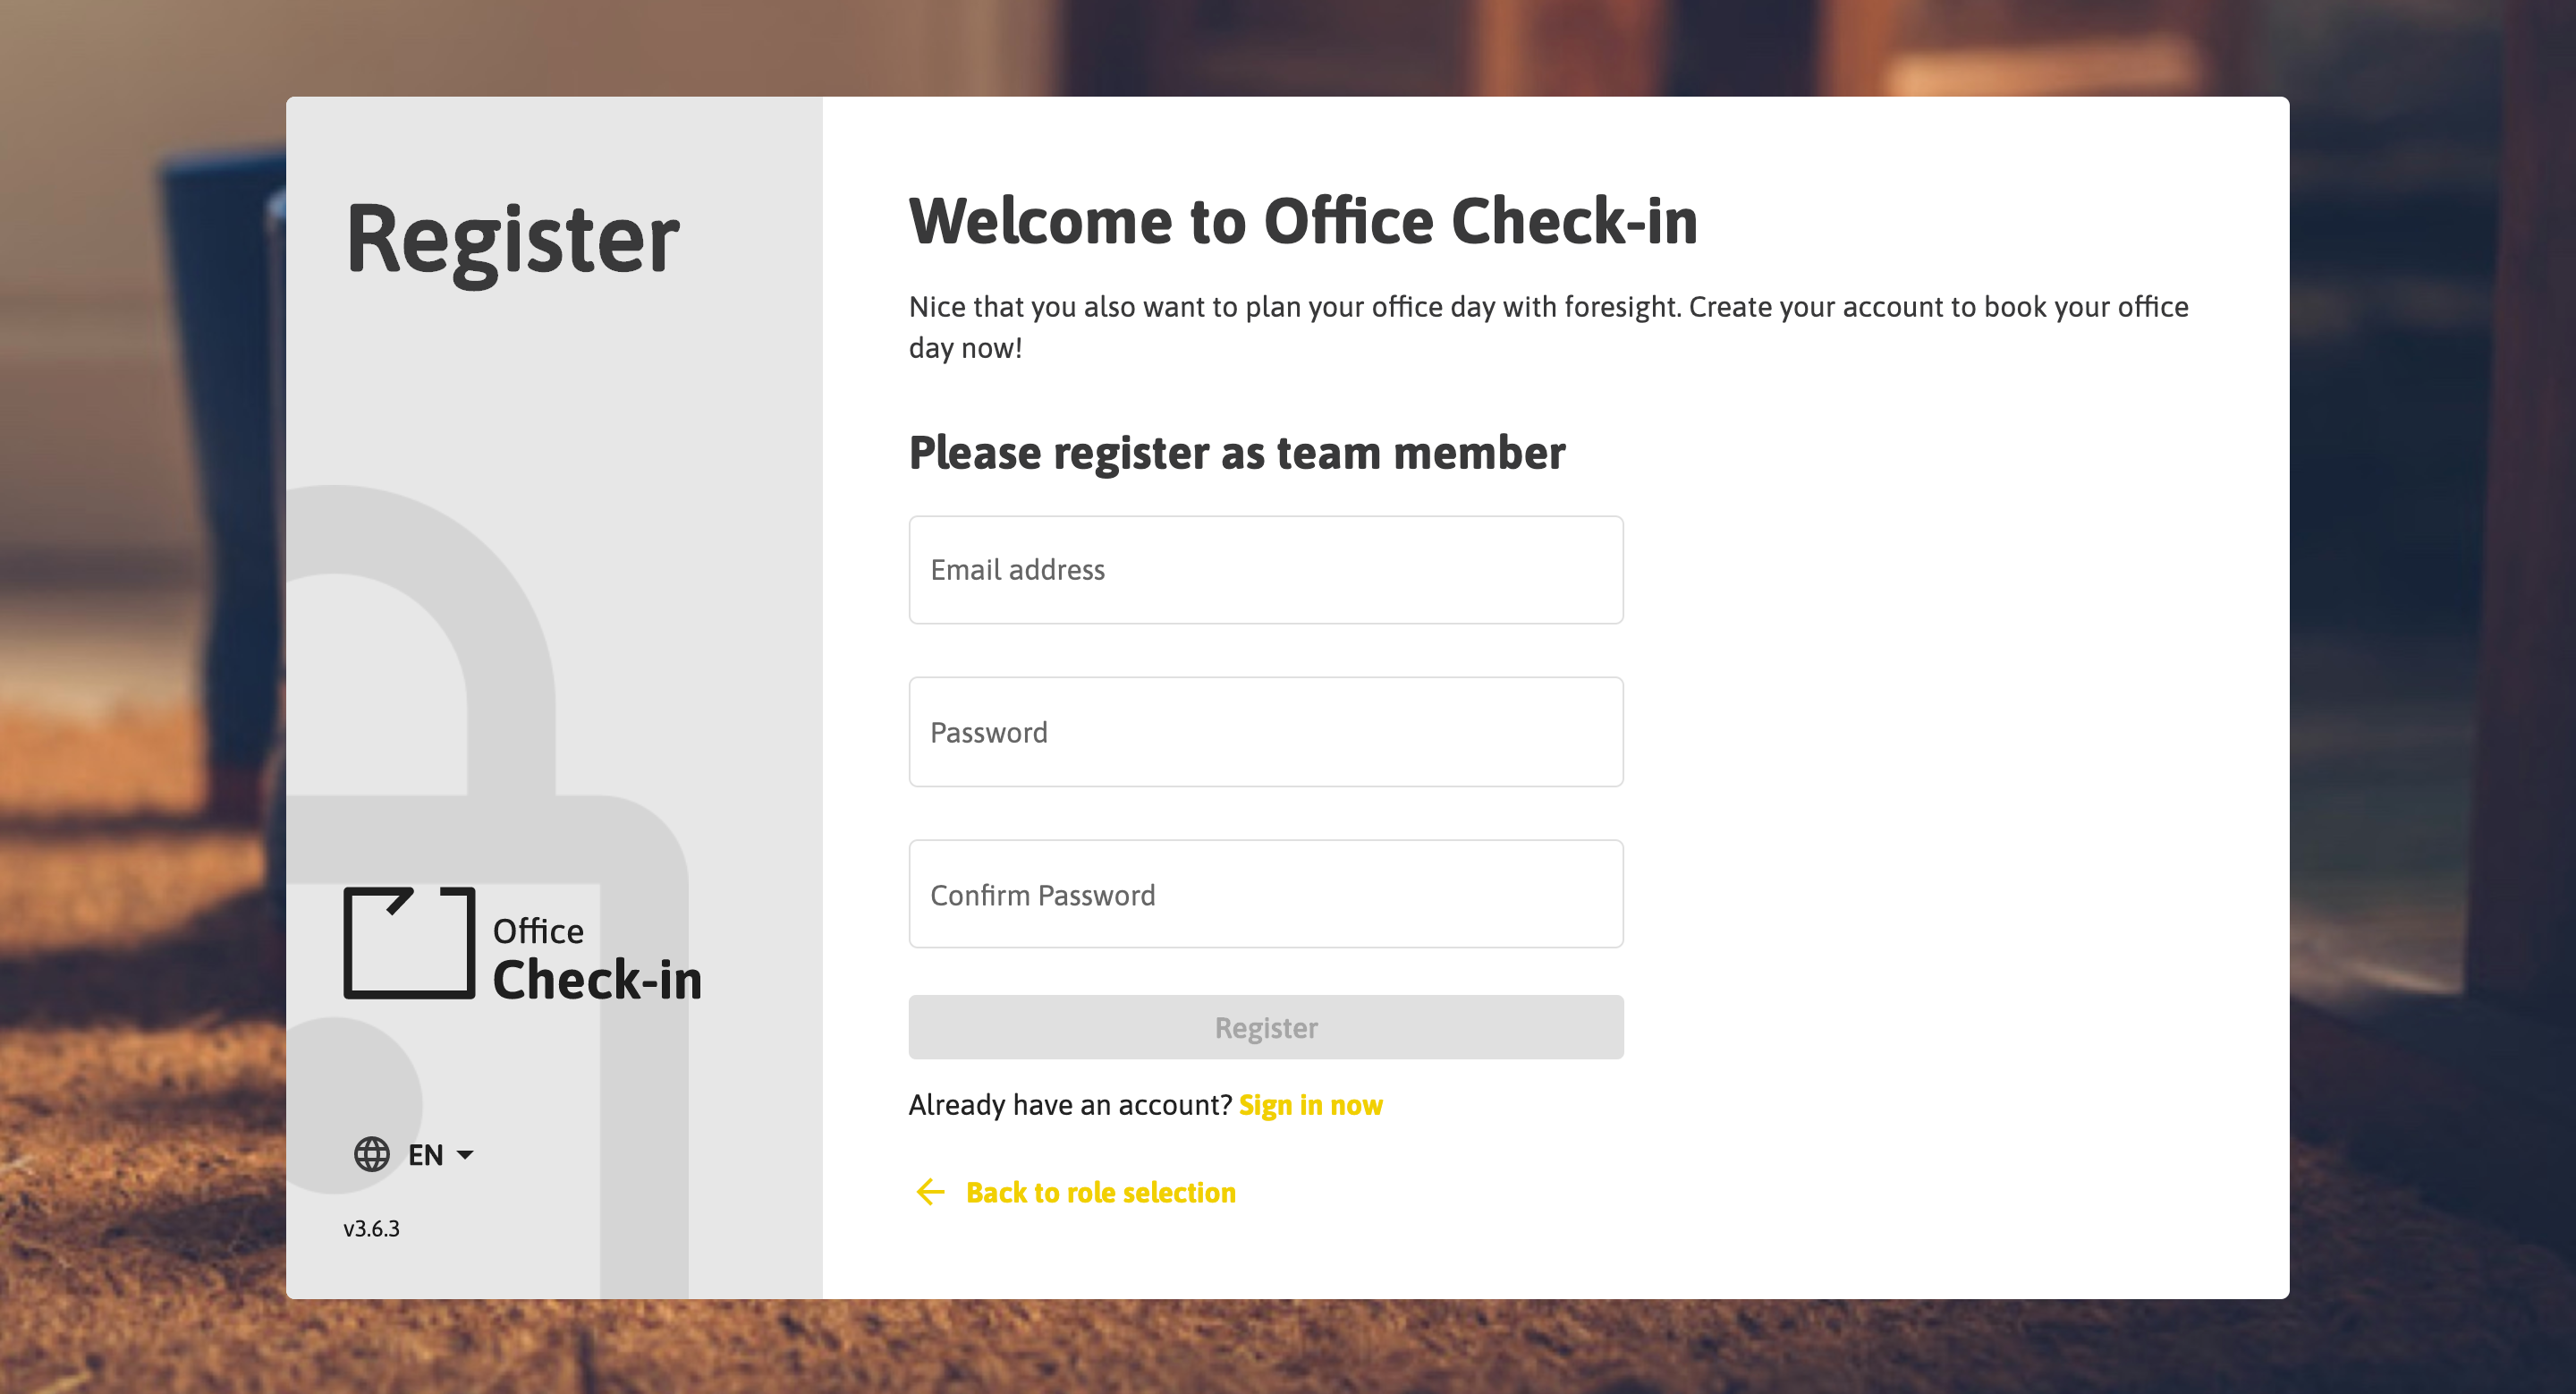 Register
Office
Check-in
EN
v3.6.3
Welcome to Office Check-in
Nice that you also want to plan your office day with foresight. Create your account to book your office
day now!
Please register as team member
Email address
Password
Confirm Password
Register
Already have an account? Sign in now
Back to role selection